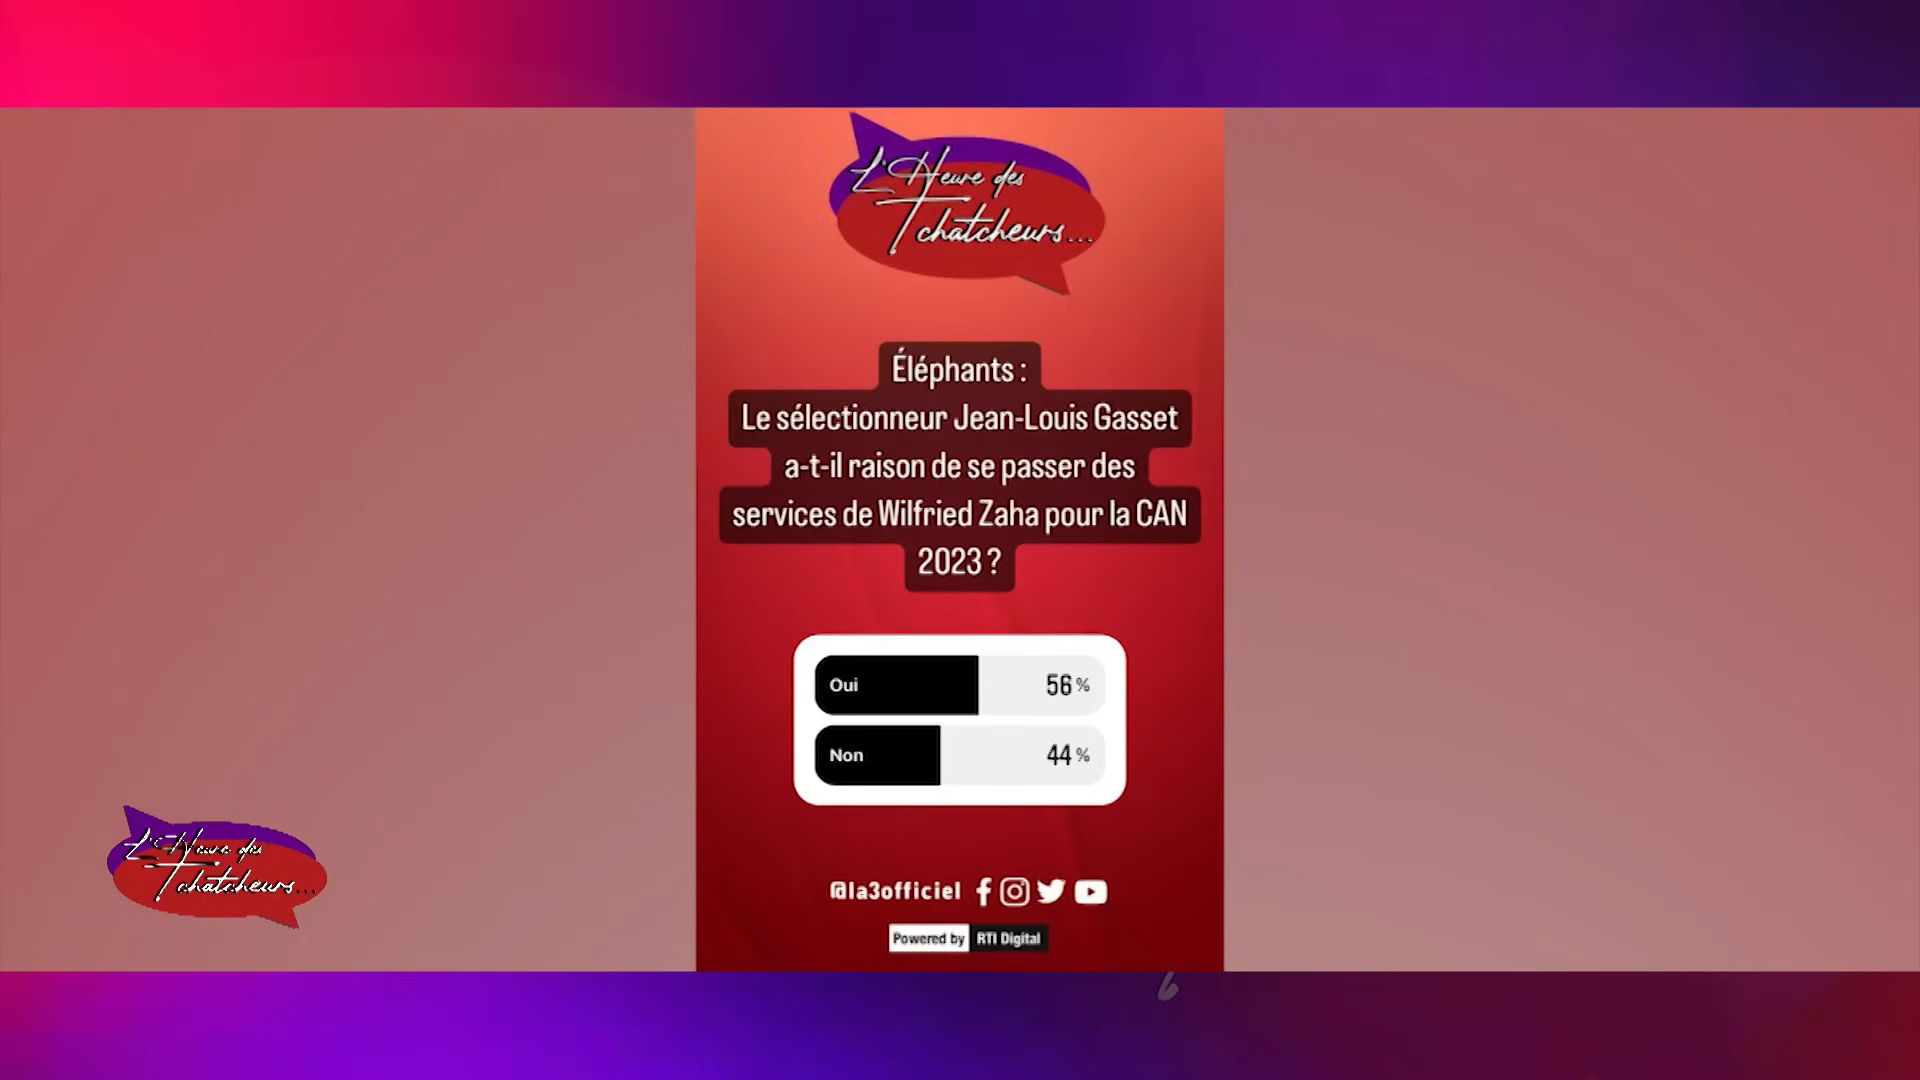 L'Heure des
Tchatcheurs...
Éléphants :
Le sélectionneur Jean-Louis Gasset
a-t-il raison de se passer des
services de Wilfried Zaha pour la CAN
2023 ?
Oui 56 %
Non 44 %
L'Heure des
Tchatcheurs...
@la3officiel
Powered by RTI Digital